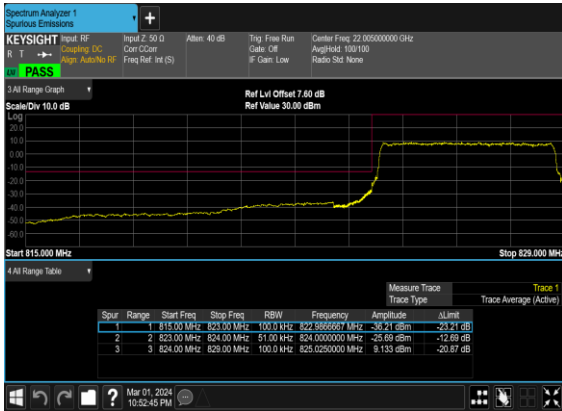 Spectrum Analyzer 1
Spurious Emissions
KEYSIGHT Input: RF Input Z: 50 Ω Atten: 40 dB Trig: Free Run Center Freq: 22.005000000 GHz
R T Coupling: DC Corr CCorr Gate: Off Avg|Hold: 100/100
Align: Auto/No RF Freq Ref: Int (S) IF Gain: Low Radio Std: None
LNI PASS
3 All Range Graph
Ref Lvl Offset 7.60 dB
Scale/Div 10.0 dB Ref Value 30.00 dBm
Log
20.0
10.0
0.00
-10.0
-20.0
-30.0
-40.0
-50.0
-60.0
Start 815.000 MHz Stop 829.000 MHz
4 All Range Table
Measure Trace Trace 1
Trace Type Trace Average (Active)
Spur Range Start Freq Stop Freq RBW Frequency Amplitude ΔLimit
1 1 815.00 MHz 823.00 MHz 100.0 kHz 822.9866667 MHz -36.21 dBm -23.21 dB
2 2 823.00 MHz 824.00 MHz 51.00 kHz 824.0000000 MHz -25.69 dBm -12.69 dB
3 3 824.00 MHz 829.00 MHz 100.0 kHz 825.0250000 MHz 9.133 dBm -20.87 dB
Mar 01, 2024
10:52:45 PM